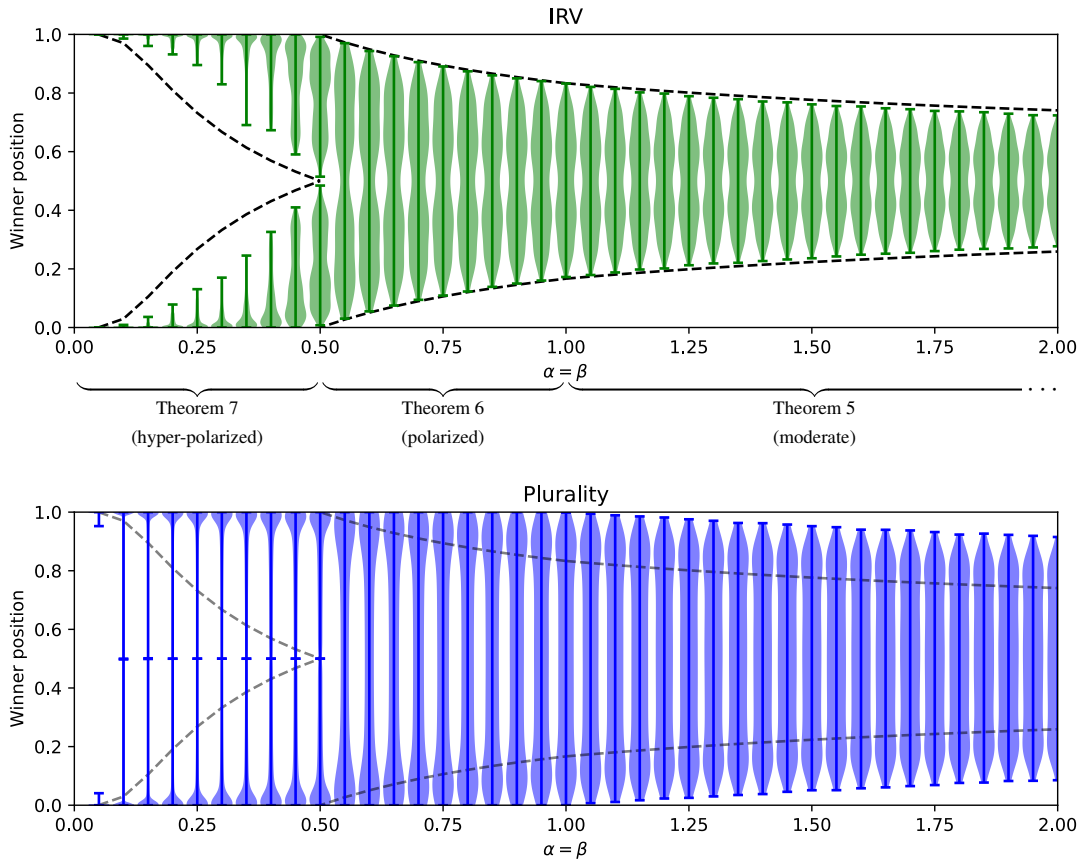 IRV
1.0
0.8
0.6
0.4
0.2
0.0
Winner position
0.00 0.25 0.50 0.75 1.00 1.25 1.50 1.75 2.00
α = β
Theorem 7 Theorem 6 Theorem 5
(hyper-polarized) (polarized) (moderate)
Plurality
1.0
0.8
0.6
0.4
0.2
0.0
Winner position
0.00 0.25 0.50 0.75 1.00 1.25 1.50 1.75 2.00
α = β